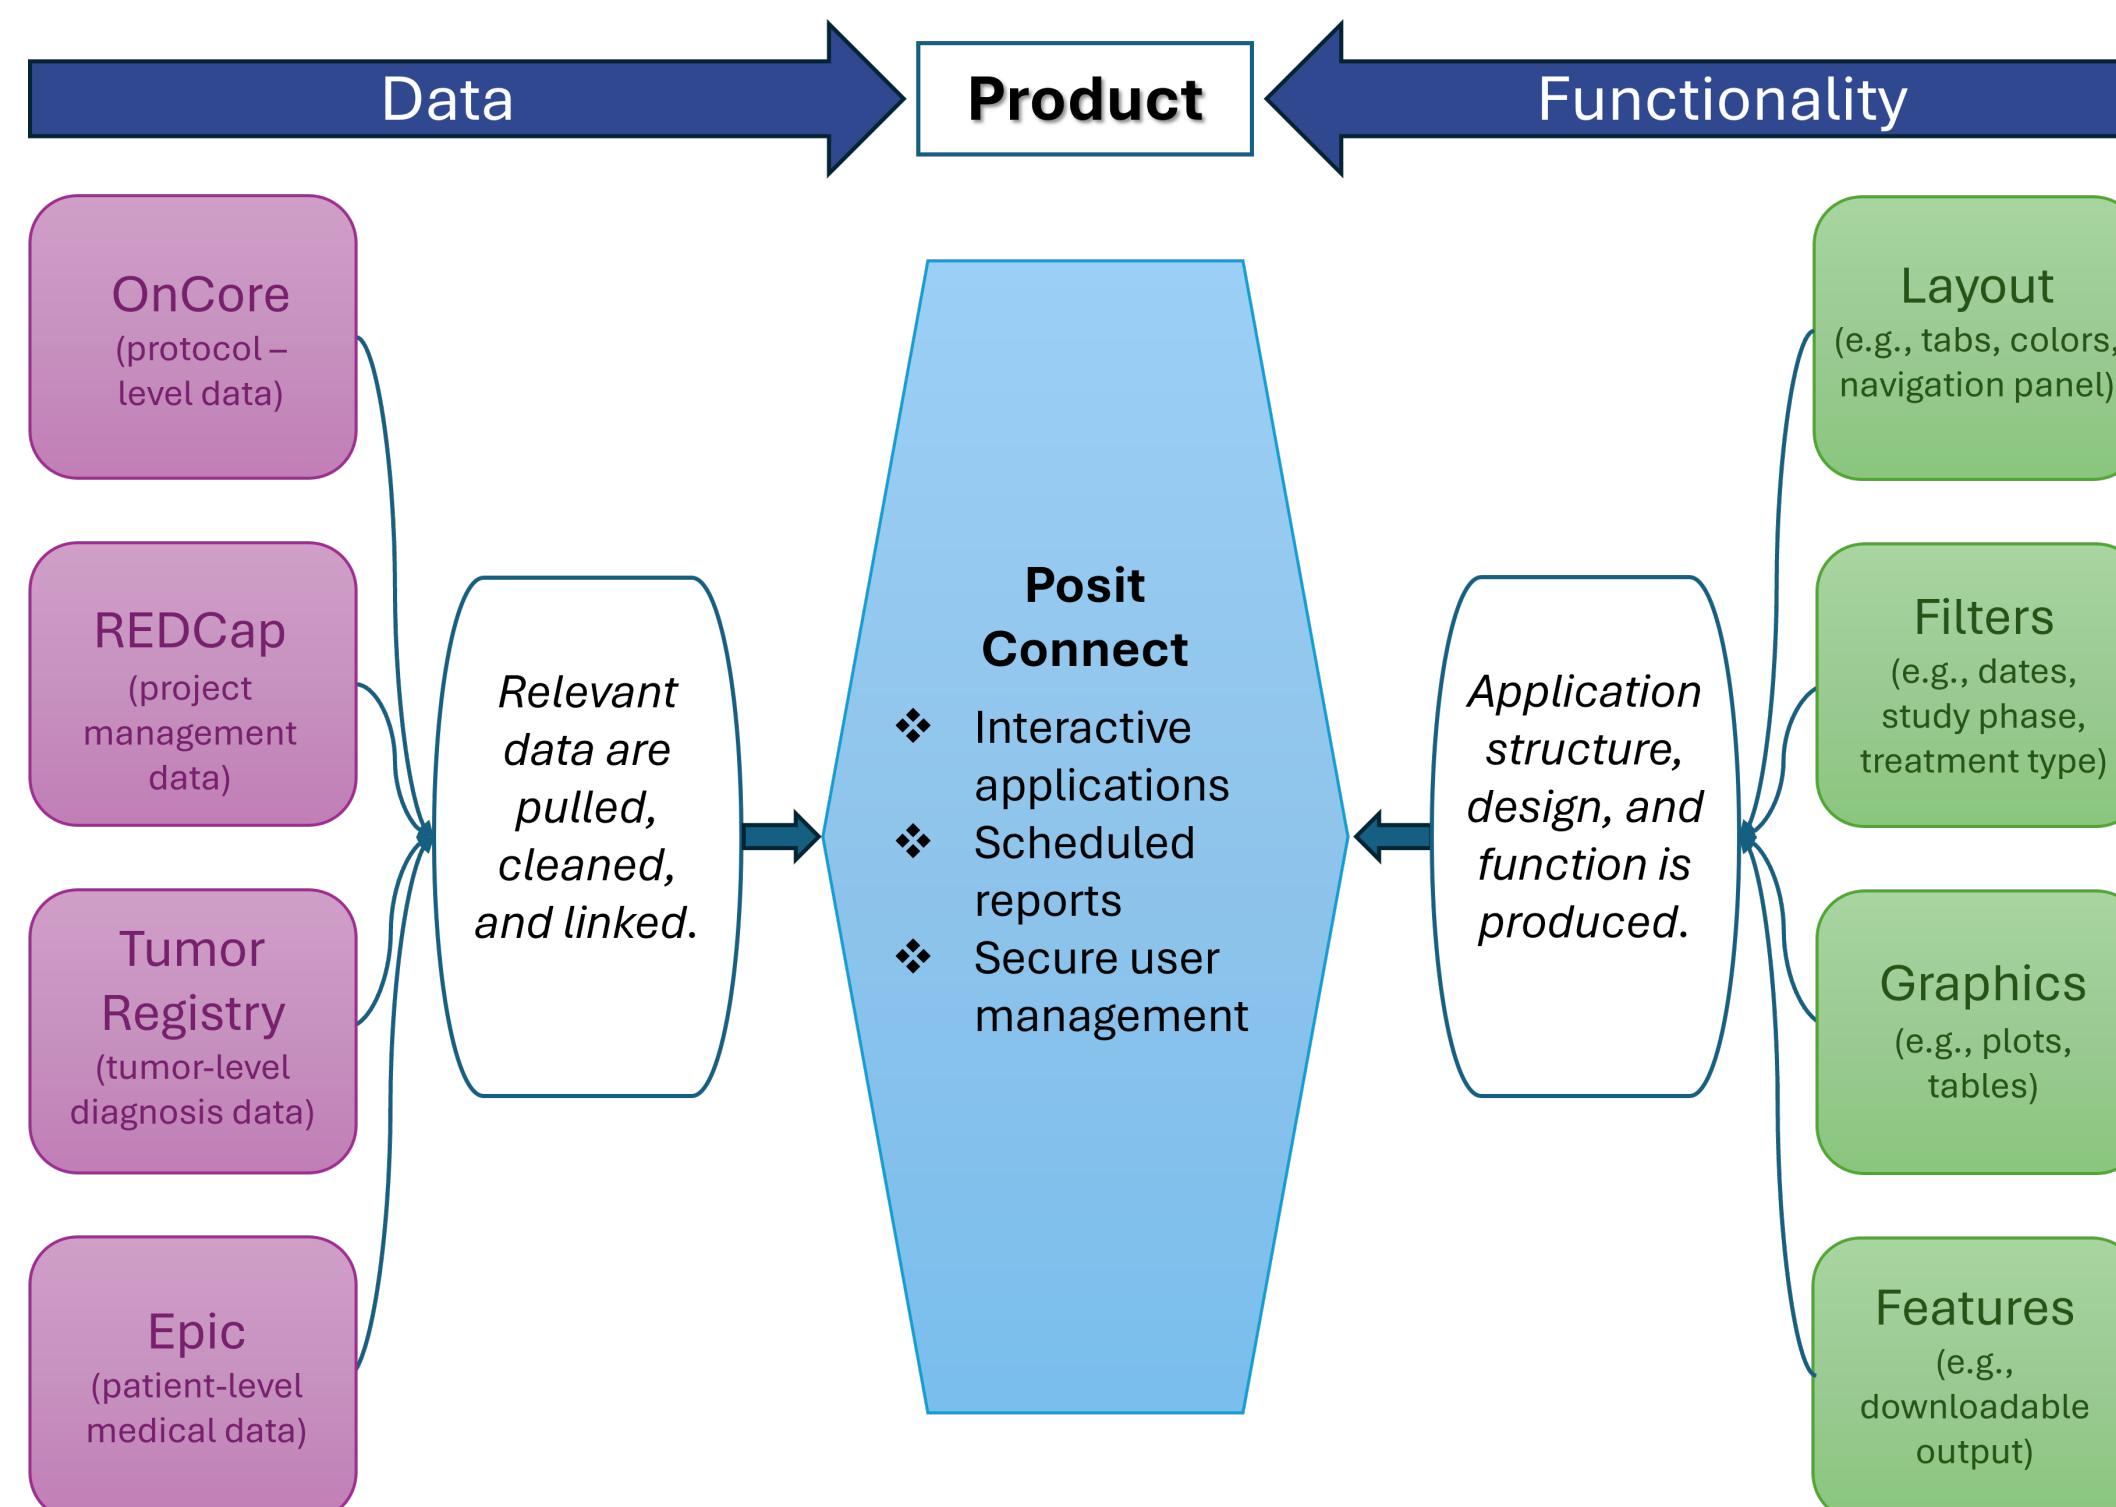 Data
Product
Functionality
OnCore
(protocol –
level data)
REDCap
(project
management
data)
Tumor
Registry
(tumor-level
diagnosis data)
Epic
(patient-level
medical data)
Relevant
data are
pulled,
cleaned,
and linked.
Posit
Connect
❖ Interactive
applications
❖ Scheduled
reports
❖ Secure user
management
Application
structure,
design, and
function is
produced.
Layout
(e.g., tabs, colors,
navigation panel)
Filters
(e.g., dates,
study phase,
treatment type)
Graphics
(e.g., plots,
tables)
Features
(e.g.,
downloadable
output)